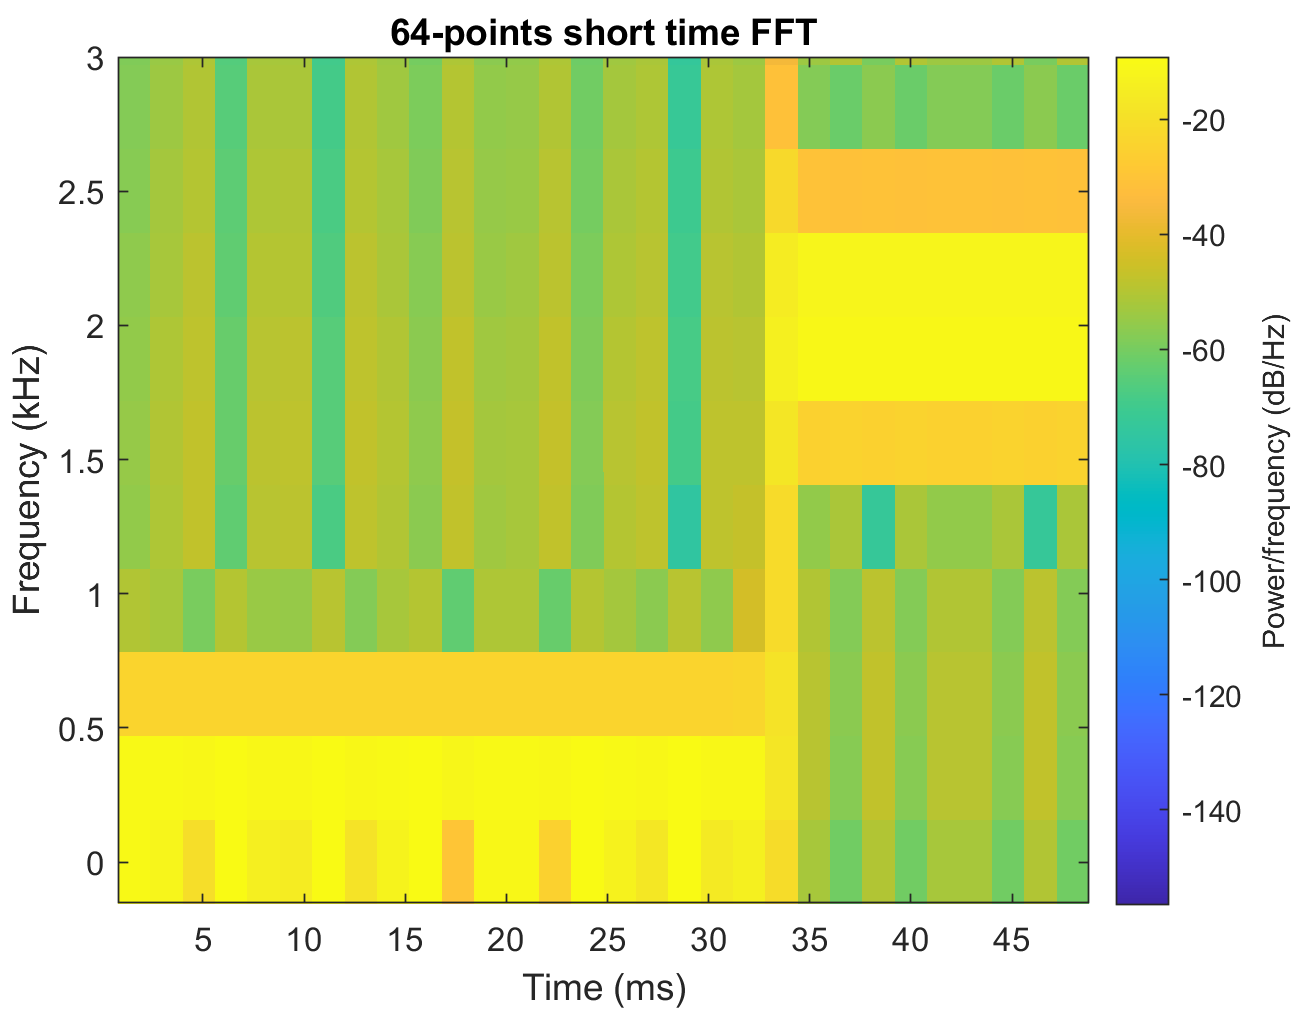 64-points short time FFT
3
2.5
2
1.5
1
0.5
0
Frequency (kHz)
5 10 15 20 25 30 35 40 45
Time (ms)
-20
-40
-60
-80
-100
-120
-140
Power/frequency (dB/Hz)